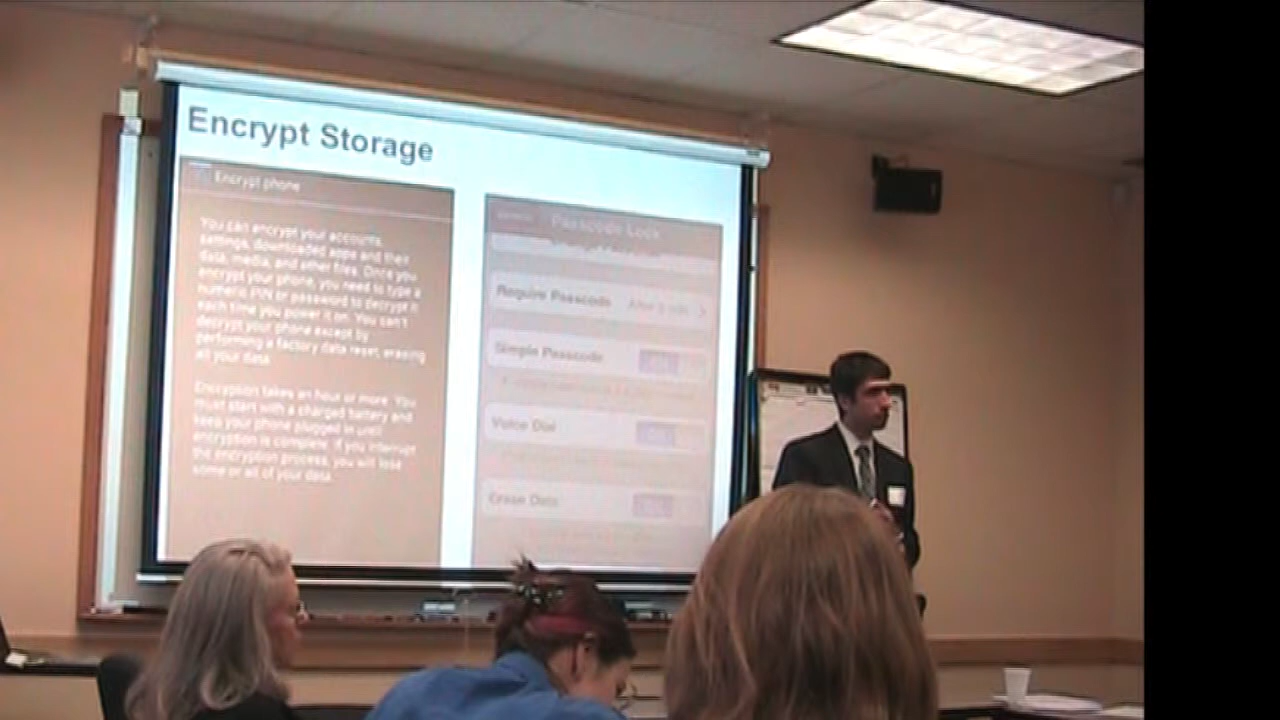 Encrypt Storage
Encrypt phone
You can encrypt your accounts,
settings, downloaded apps and their
data, media, and other files. Once you
encrypt your phone, you need to type a
numeric PIN or password to decrypt it
each time you power it on. You can't
decrypt your phone except by
performing a factory data reset, erasing
all your data.
Encryption takes an hour or more. You
must start with a charged battery and
keep your phone plugged in until
encryption is complete. If you interrupt
the encryption process, you will lose
some or all of your data.
Passcode Lock
Require Passcode
Simple Passcode
Voice Dial
Erase Data